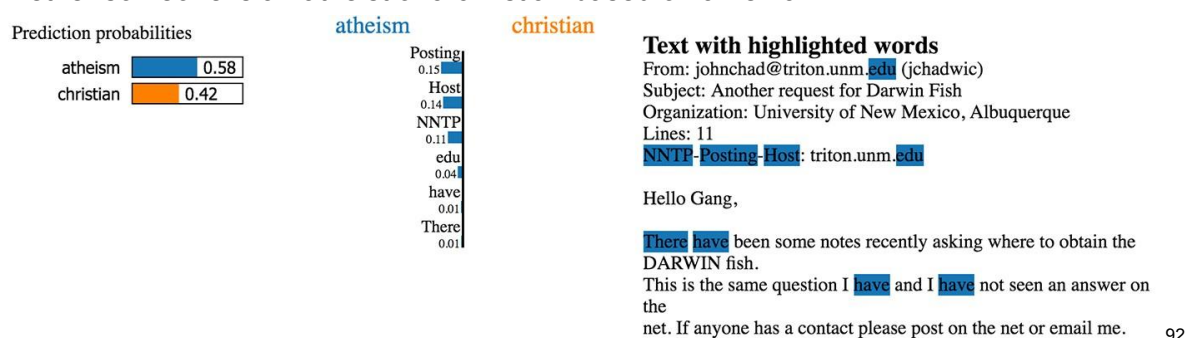 Prediction probabilities
atheism 0.58
christian 0.42
atheism christian
Posting
0.15
Host
0.14
NNTP
0.11
edu
0.04
have
0.01
There
0.01
Text with highlighted words
From: johnchad@triton.unm.edu (jchadwic)
Subject: Another request for Darwin Fish
Organization: University of New Mexico, Albuquerque
Lines: 11
NNTP-Posting-Host: triton.unm.edu
Hello Gang,
There have been some notes recently asking where to obtain the
DARWIN fish.
This is the same question I have and I have not seen an answer on
the
net. If anyone has a contact please post on the net or email me.
92